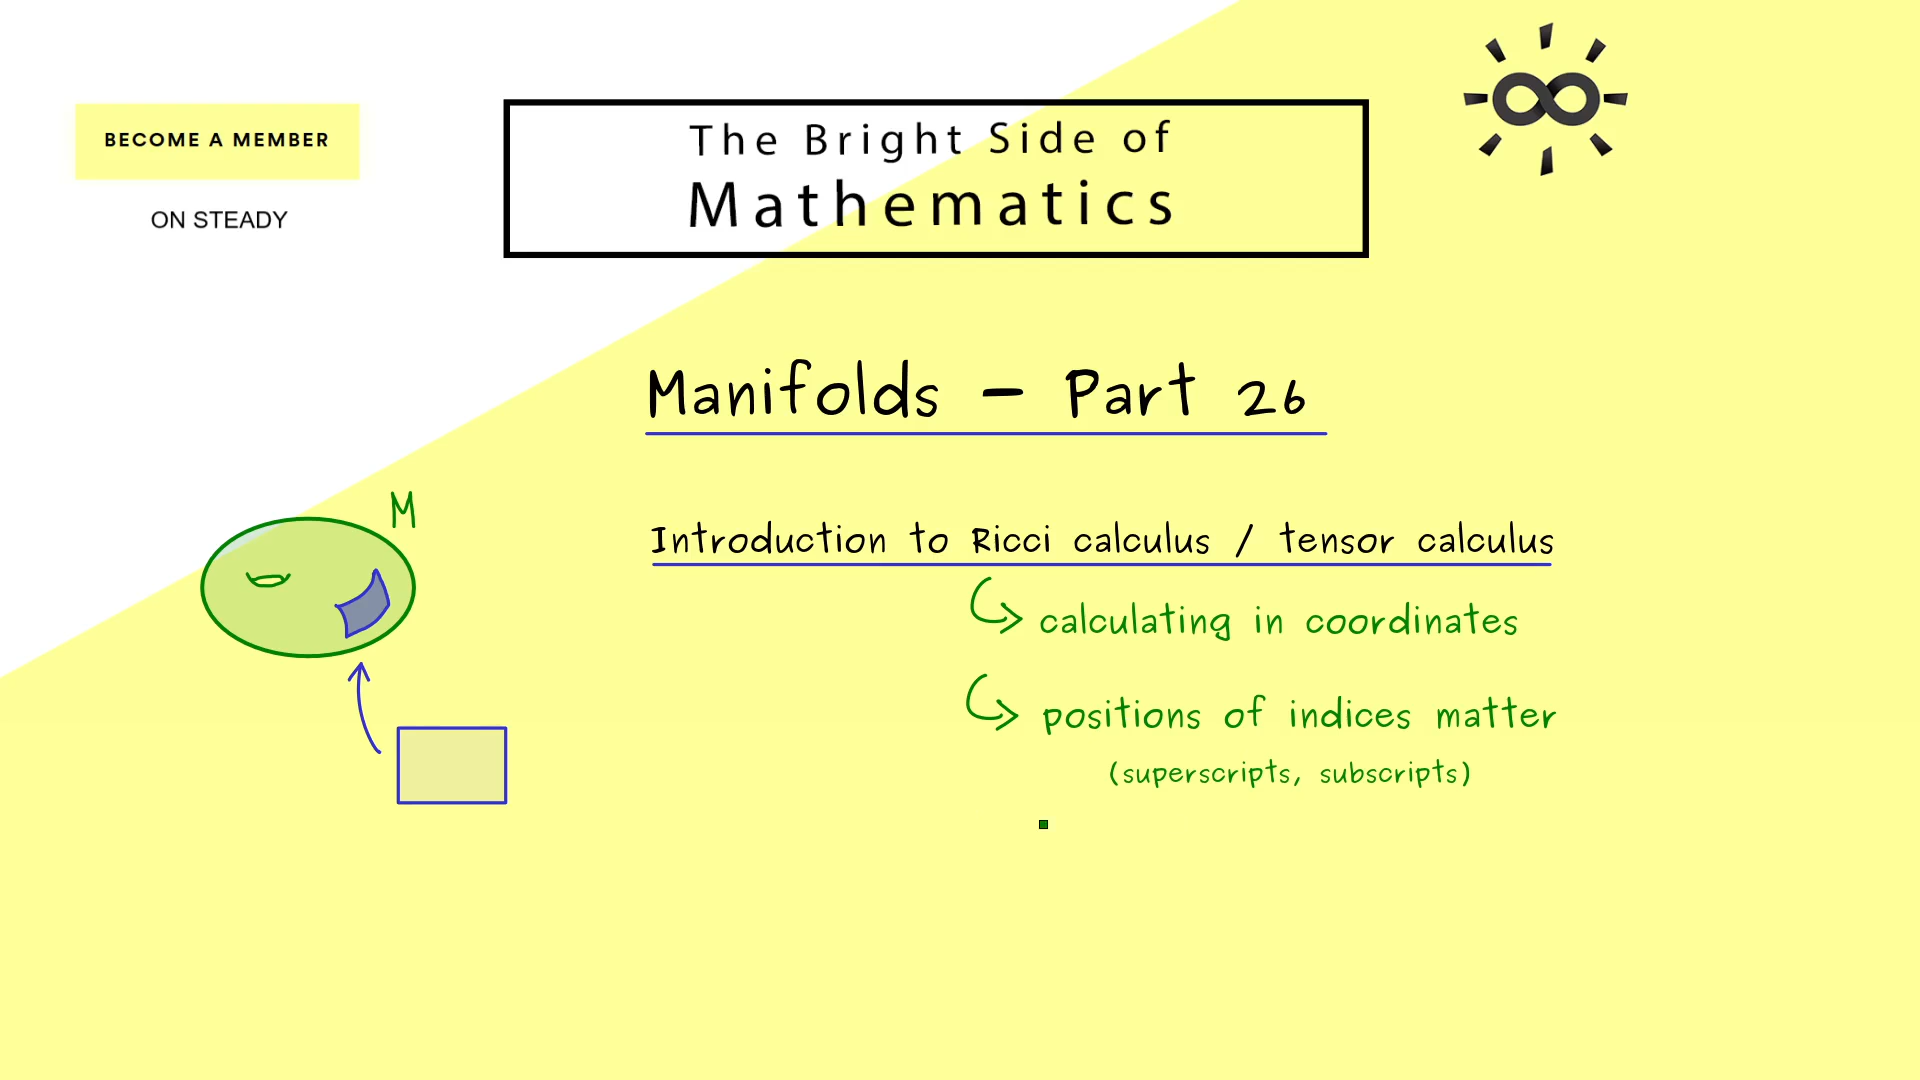 BECOME A MEMBER
ON STEADY
The Bright Side of
Mathematics
Manifolds – Part 26
Introduction to Ricci calculus / tensor calculus
calculating in coordinates
positions of indices matter
(superscripts, subscripts)
M